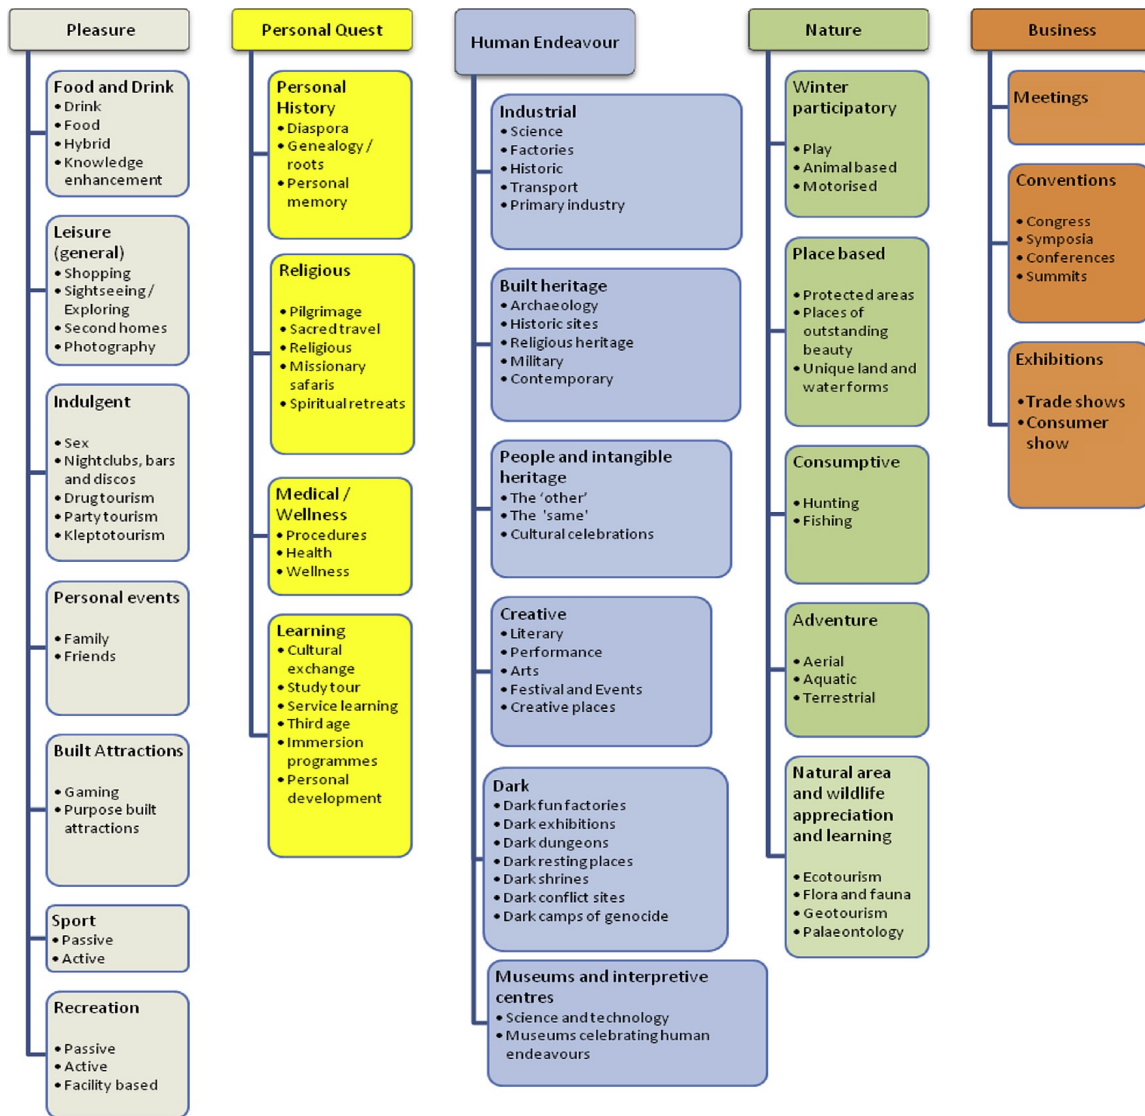 Pleasure
Food and Drink
• Drink
• Food
• Hybrid
• Knowledge
enhancement
Leisure
(general)
• Shopping
• Sightseeing /
Exploring
• Second homes
• Photography
Indulgent
• Sex
• Nightclubs, bars
and discos
• Drug tourism
• Party tourism
• Kleptotourism
Personal events
• Family
• Friends
Built Attractions
• Gaming
• Purpose built
attractions
Sport
• Passive
• Active
Recreation
• Passive
• Active
• Facility based
Personal Quest
Personal
History
• Diaspora
• Genealogy /
roots
• Personal
memory
Religious
• Pilgrimage
• Sacred travel
• Religious
• Missionary
safaris
• Spiritual retreats
Medical /
Wellness
• Procedures
• Health
• Wellness
Learning
• Cultural
exchange
• Study tour
• Service learning
• Third age
• Immersion
programmes
• Personal
development
Human Endeavour
Industrial
• Science
• Factories
• Historic
• Transport
• Primary industry
Built heritage
• Archaeology
• Historic sites
• Religious heritage
• Military
• Contemporary
People and intangible
heritage
• The ‘other’
• The 'same'
• Cultural celebrations
Creative
• Literary
• Performance
• Arts
• Festival and Events
• Creative places
Dark
• Dark fun factories
• Dark exhibitions
• Dark dungeons
• Dark resting places
• Dark shrines
• Dark conflict sites
• Dark camps of genocide
Museums and interpretive
centres
• Science and technology
• Museums celebrating human
endeavours
Nature
Winter
participatory
• Play
• Animal based
• Motorised
Place based
• Protected areas
• Places of
outstanding
beauty
• Unique land and
water forms
Consumptive
• Hunting
• Fishing
Adventure
• Aerial
• Aquatic
• Terrestrial
Natural area
and wildlife
appreciation
and learning
• Ecotourism
• Flora and fauna
• Geotourism
• Palaeontology
Business
Meetings
Conventions
• Congress
• Symposia
• Conferences
• Summits
Exhibitions
• Trade shows
• Consumer
show